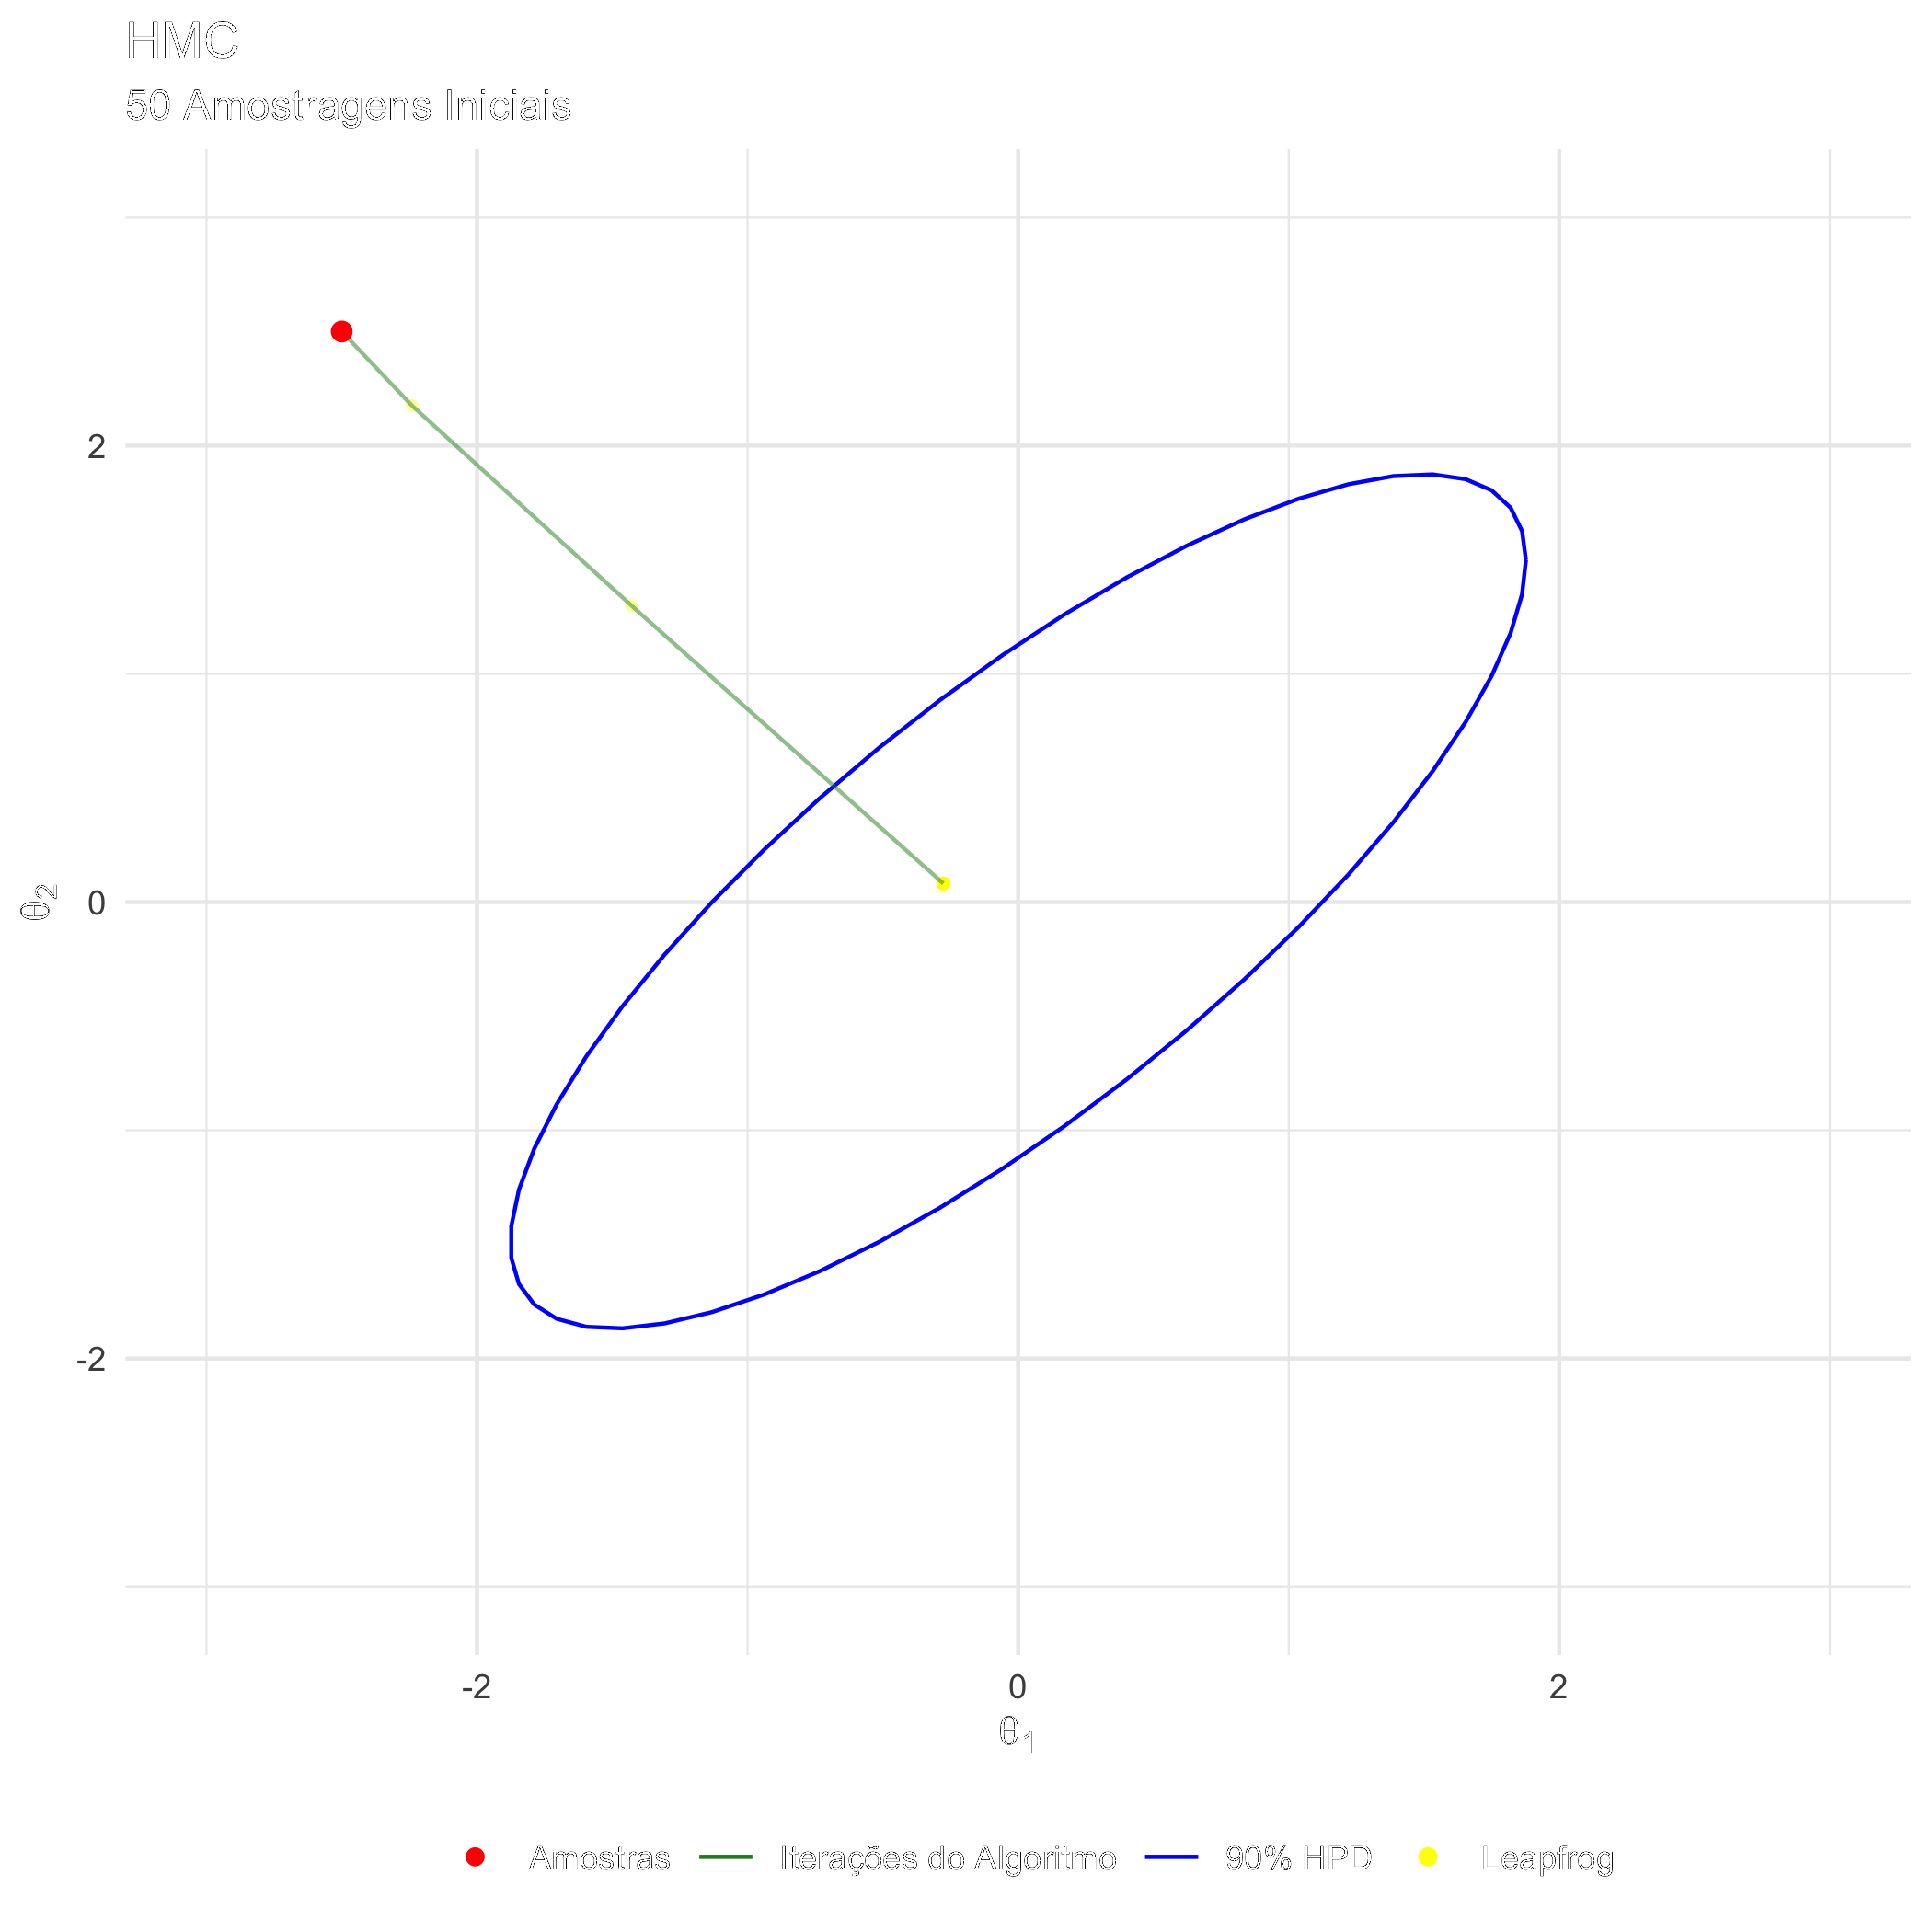 HMC
50 Amostragens Iniciais
2
0
-2
θ2
-2 0 2
θ1
Amostras Iterações do Algoritmo 90% HPD Leapfrog